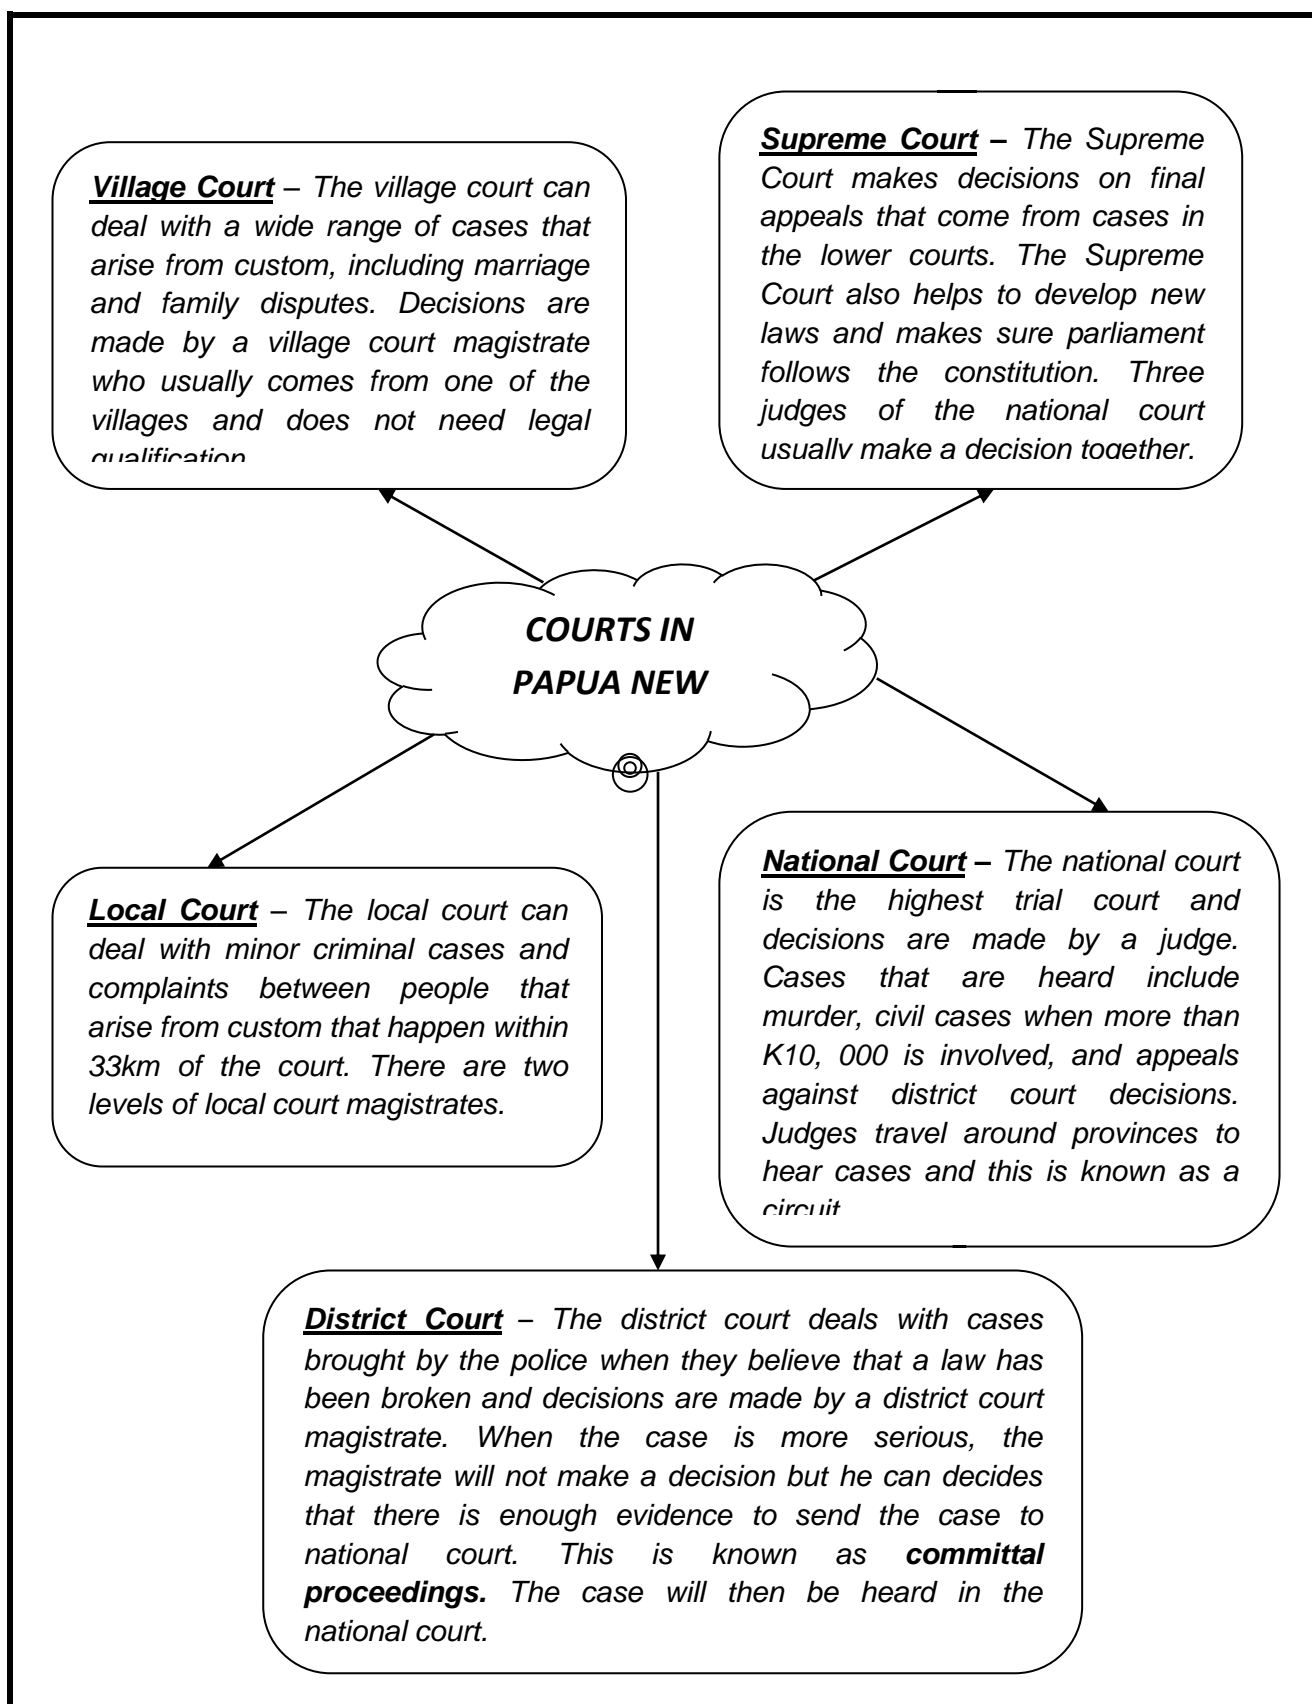 Village Court – The village court can
deal with a wide range of cases that
arise from custom, including marriage
and family disputes. Decisions are
made by a village court magistrate
who usually comes from one of the
villages and does not need legal
qualification
Supreme Court – The Supreme
Court makes decisions on final
appeals that come from cases in
the lower courts. The Supreme
Court also helps to develop new
laws and makes sure parliament
follows the constitution. Three
judges of the national court
usually make a decision together.
COURTS IN
PAPUA NEW
Local Court – The local court can
deal with minor criminal cases and
complaints between people that
arise from custom that happen within
33km of the court. There are two
levels of local court magistrates.
National Court – The national court
is the highest trial court and
decisions are made by a judge.
Cases that are heard include
murder, civil cases when more than
K10, 000 is involved, and appeals
against district court decisions.
Judges travel around provinces to
hear cases and this is known as a
circuit
District Court – The district court deals with cases
brought by the police when they believe that a law has
been broken and decisions are made by a district court
magistrate. When the case is more serious, the
magistrate will not make a decision but he can decides
that there is enough evidence to send the case to
national court. This is known as committal
proceedings. The case will then be heard in the
national court.